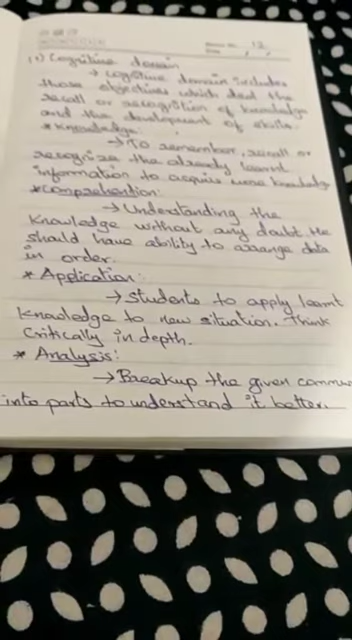 (1) Cognitive domain
→ Cognitive domain includes
those objectives which deal the
recall or recognition of knowledge
and the development of skills.
* Knowledge:
→ To remember, recall or
recognize the already learnt
information to acquire more knowledge
* Comprehention:
→ Understanding the
Knowledge without any doubt. He
should have ability to arrange data
in order.
* Application:
→ Students to apply learnt
Knowledge to new situation. Think
Critically in depth.
* Analysis:
→ Breakup the given commu
into parts to understand it better.